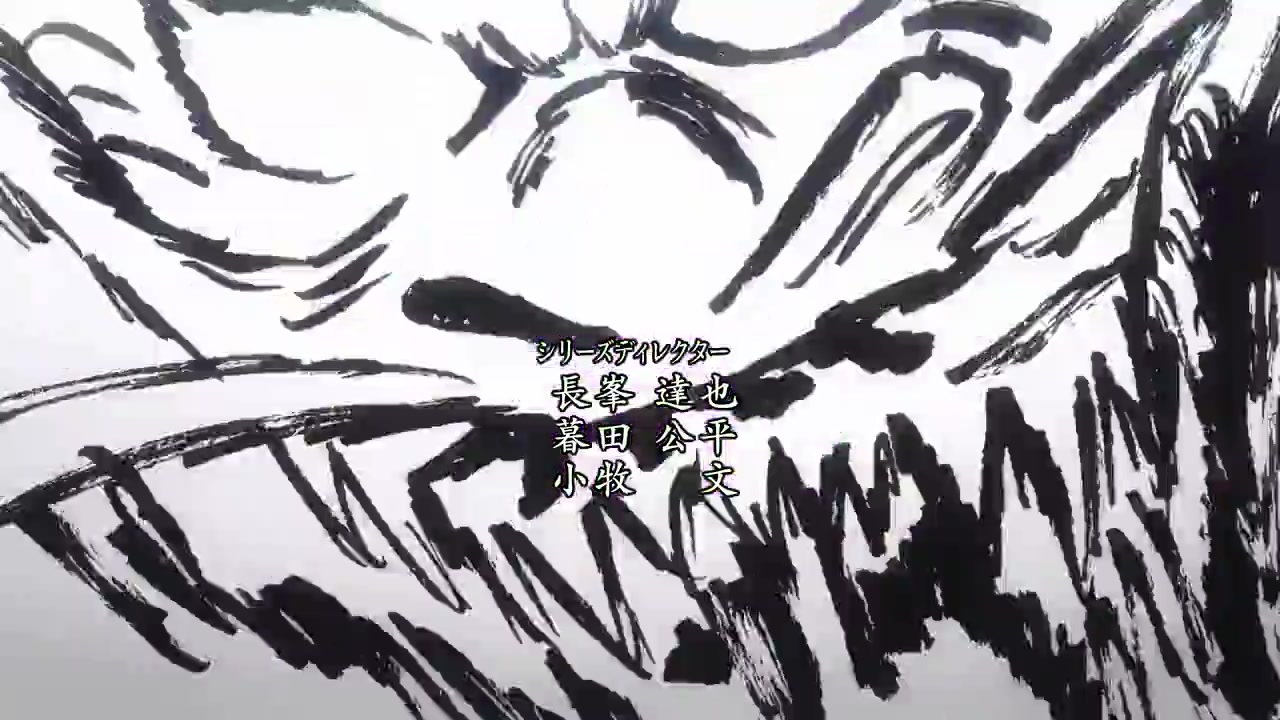 シリーズディレクター
長峯 達也
暮田 公平
小牧 文